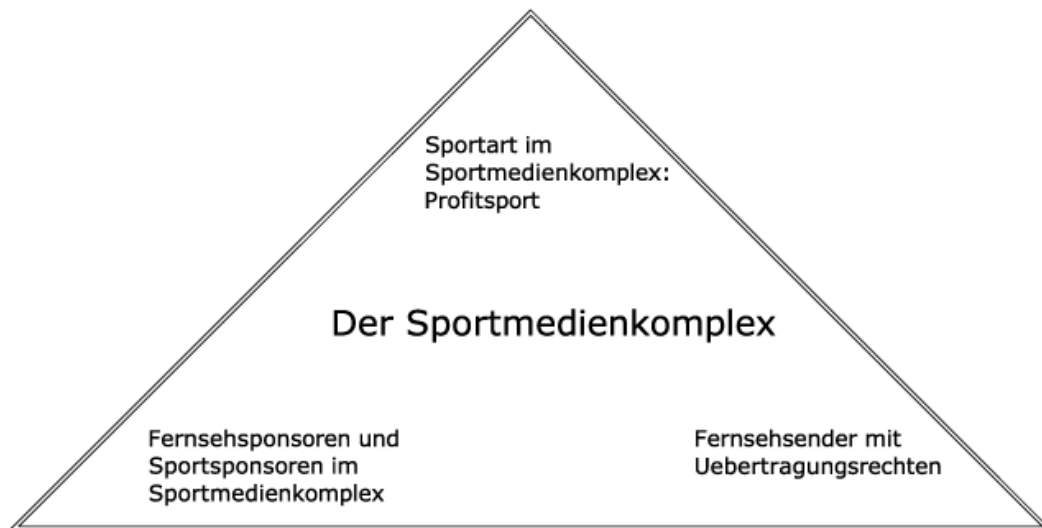 Sportart im
Sportmedienkomplex:
Profitsport
Der Sportmedienkomplex
Fernsehsponsoren und
Sportsponsoren im
Sportmedienkomplex
Fernsehsender mit
Uebertragungsrechten